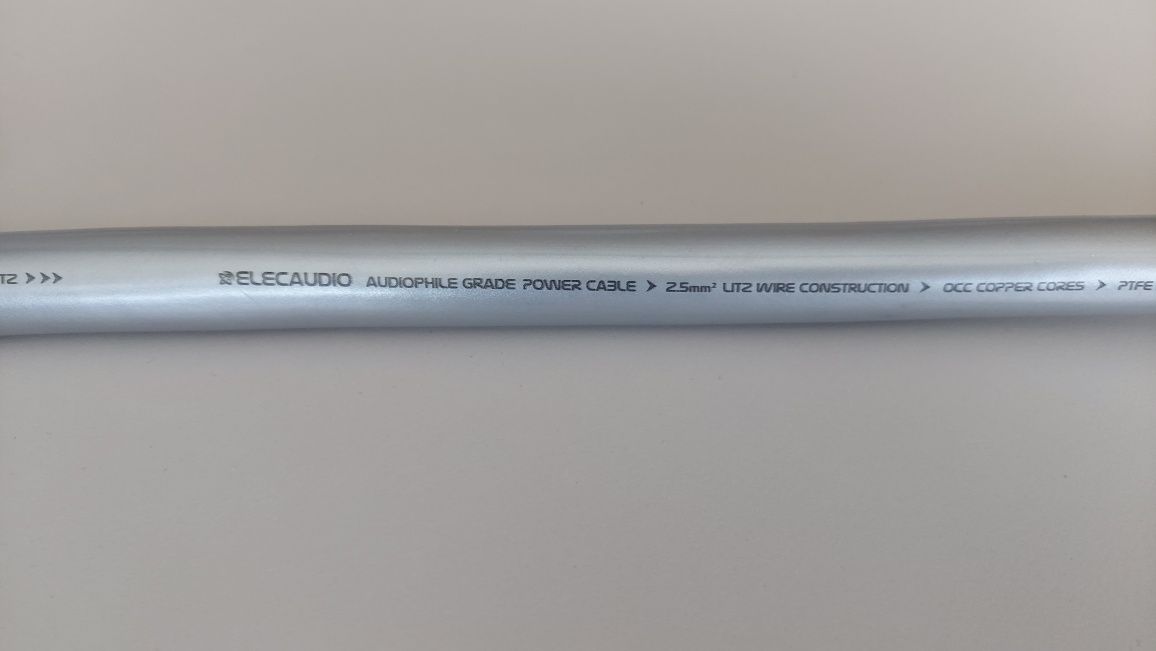 TZ >>> ELECAUDIO AUDIOPHILE GRADE POWER CABLE > 2.5mm² LITZ WIRE CONSTRUCTION > OCC COPPER CORES > PTFE